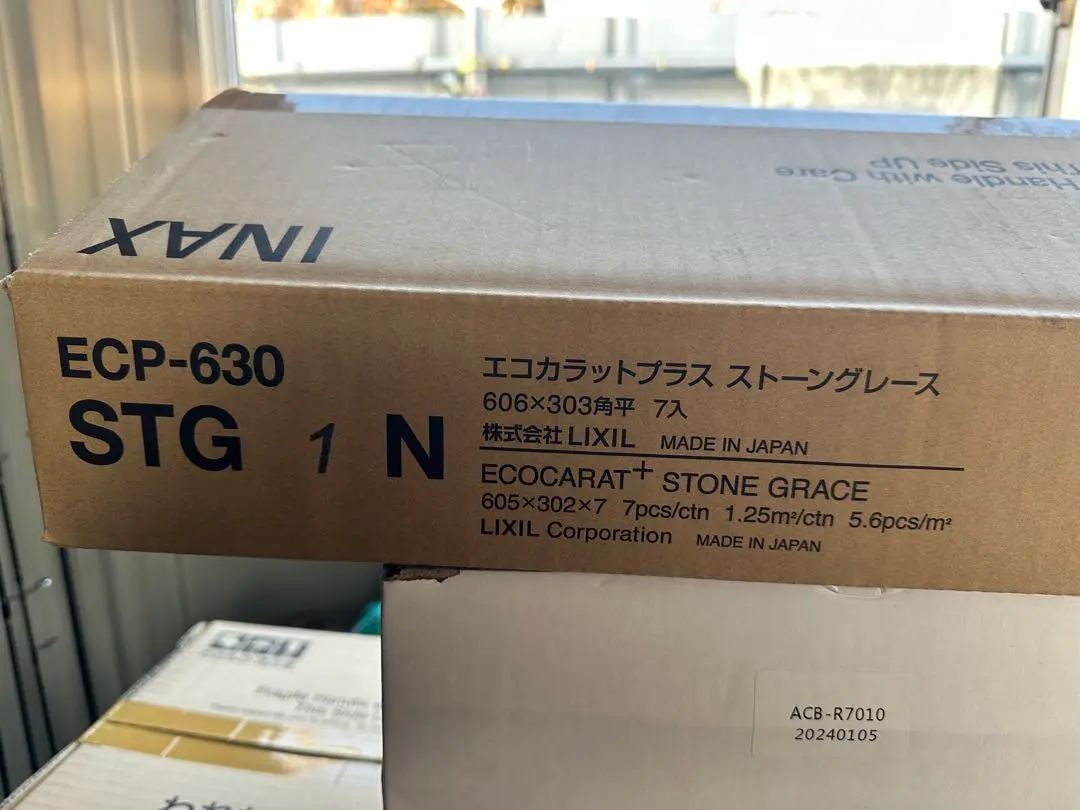 Handle with Care
This Side UP
INAX
ECP-630
STG 1 N
エコカラットプラス ストーングレース
606×303角平 7入
株式会社LIXIL MADE IN JAPAN
ECOCARAT+ STONE GRACE
605×302×7 7pcs/ctn 1.25m²/ctn 5.6pcs/m²
LIXIL Corporation MADE IN JAPAN
ACB-R7010
20240105